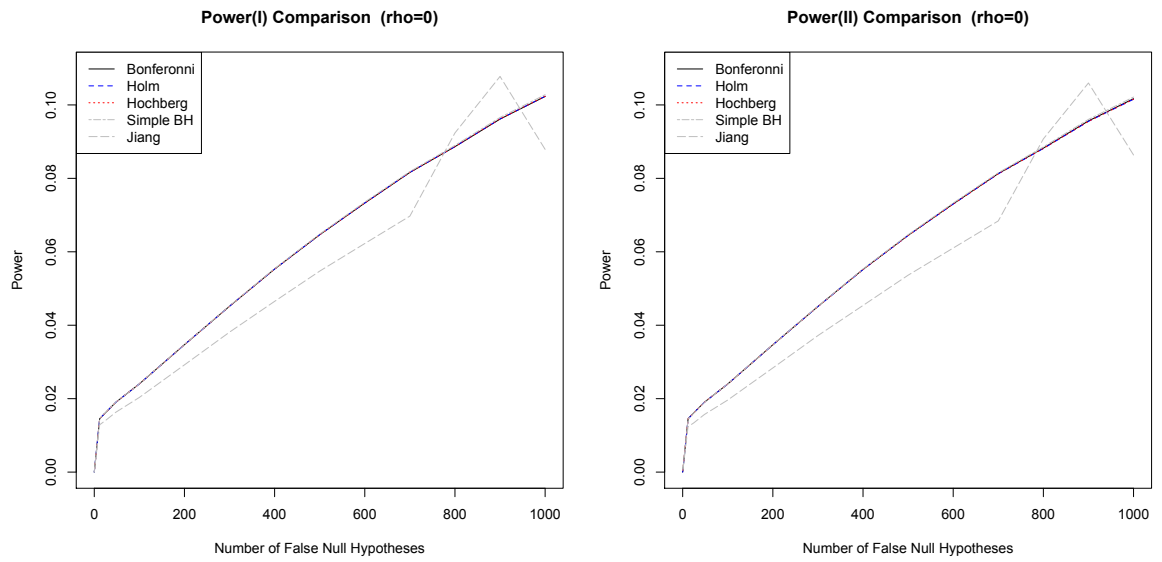 Power(I) Comparison (rho=0)
Bonferonni
Holm
Hochberg
Simple BH
Jiang
Power
0.00
0.02
0.04
0.06
0.08
0.10
0 200 400 600 800 1000
Number of False Null Hypotheses
Power(II) Comparison (rho=0)
Bonferonni
Holm
Hochberg
Simple BH
Jiang
Power
0.00
0.02
0.04
0.06
0.08
0.10
0 200 400 600 800 1000
Number of False Null Hypotheses